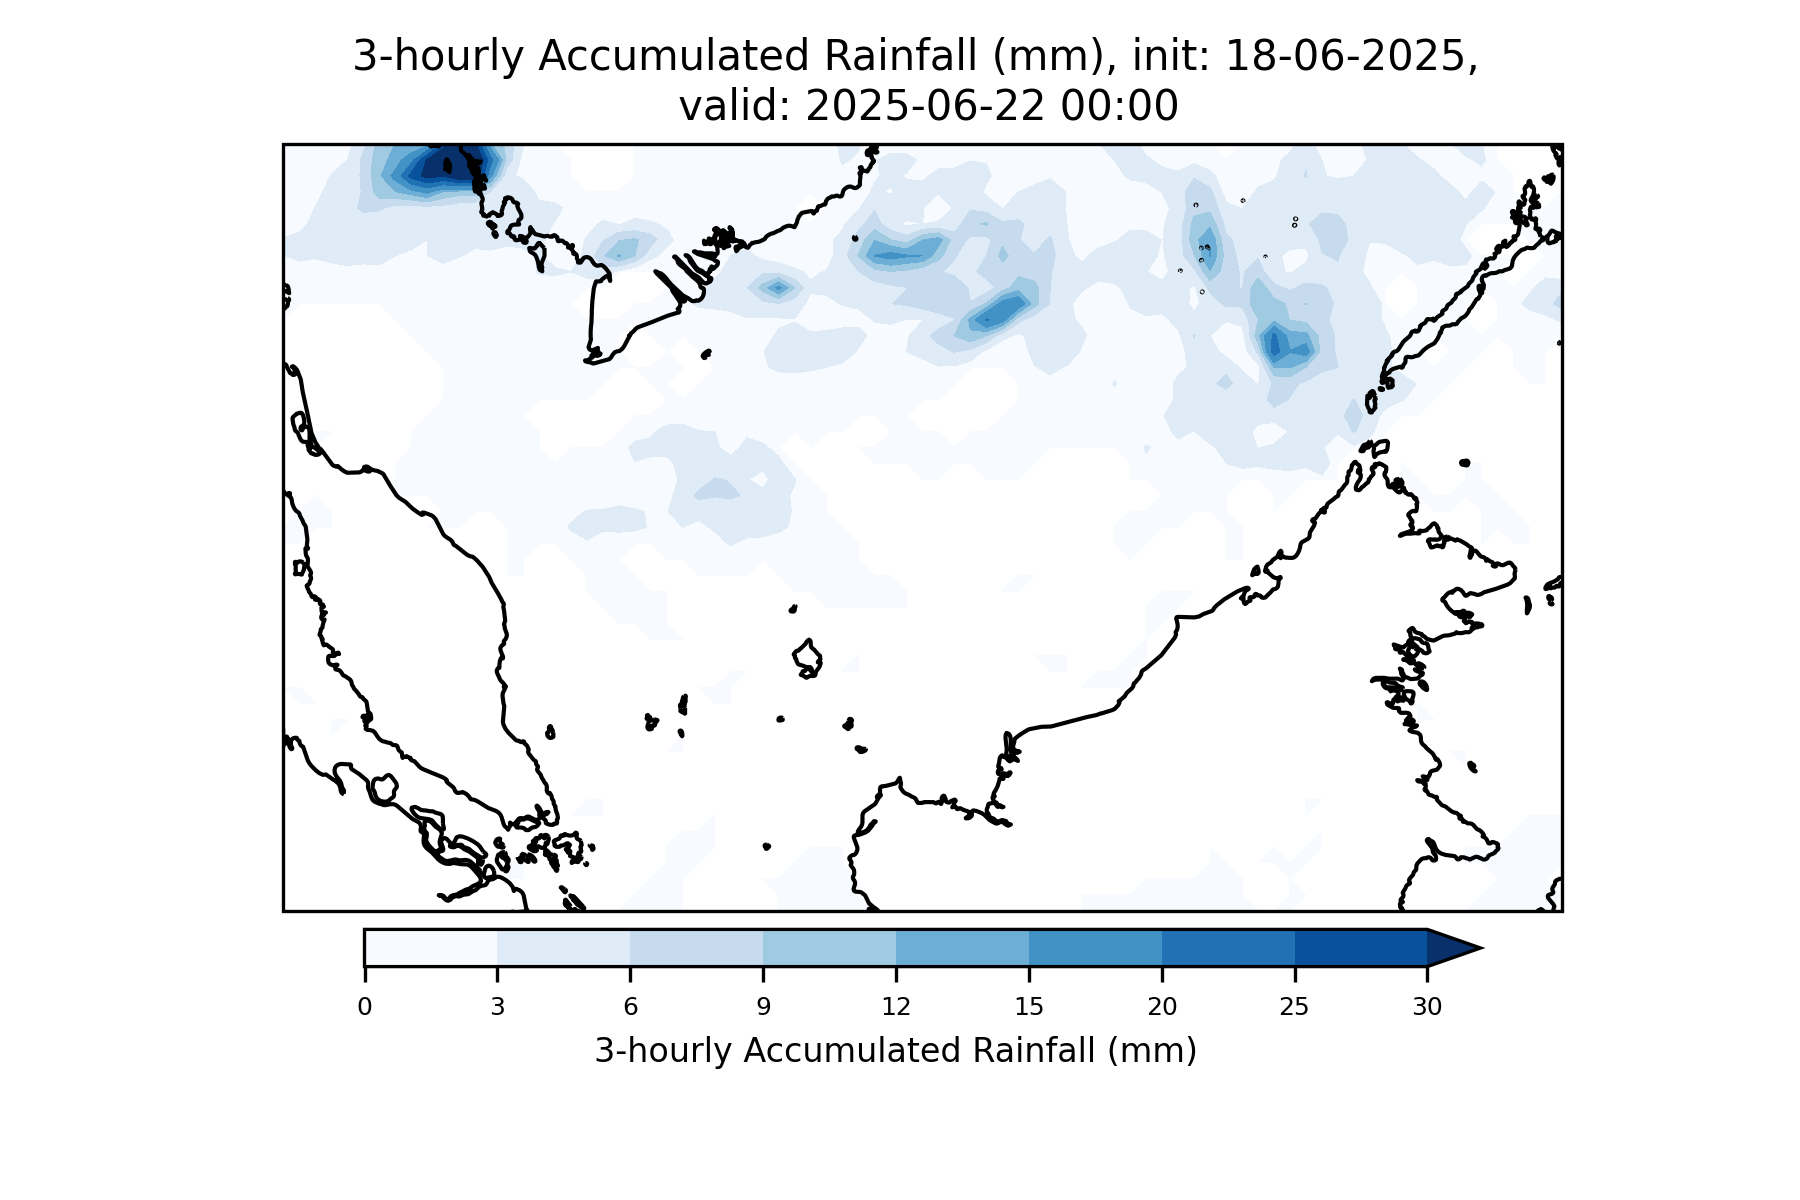 3-hourly Accumulated Rainfall (mm), init: 18-06-2025,
valid: 2025-06-22 00:00
0 3 6 9 12 15 20 25 30
3-hourly Accumulated Rainfall (mm)